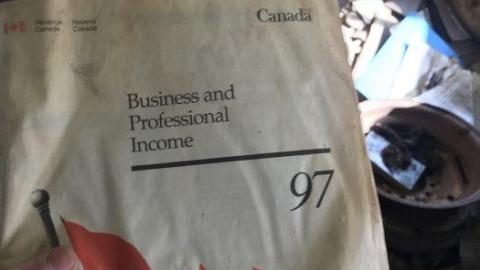 Revenue Revenu
Canada Canada
Canada
Business and
Professional
Income
97